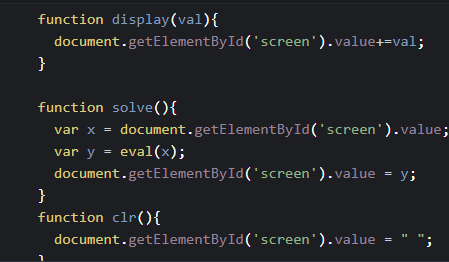 function display(val){
document.getElementById('screen').value+=val;
}
function solve(){
var x = document.getElementById('screen').value;
var y = eval(x);
document.getElementById('screen').value = y;
}
function clr(){
document.getElementById('screen').value = " ";
}